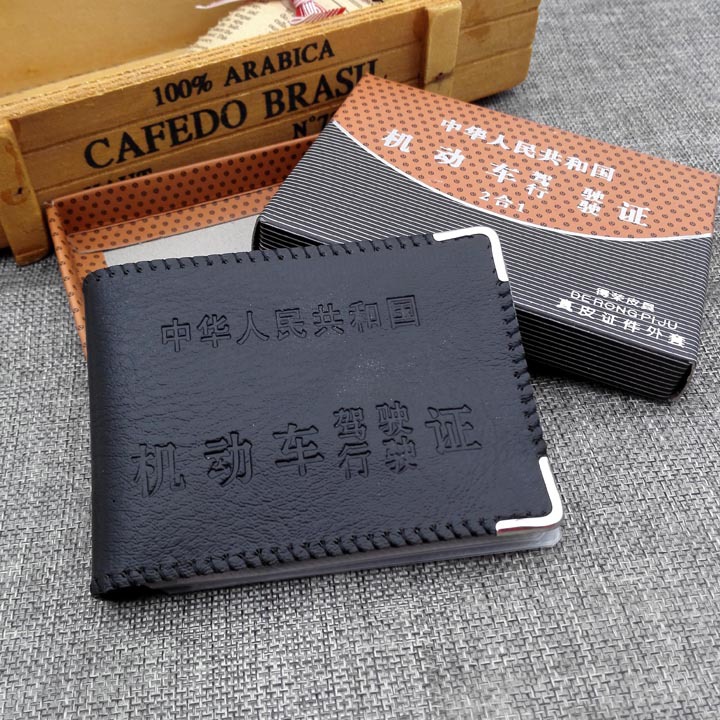 100% ARABICA
CAFEDO BRASIL
中华人民共和国
机动车驾驶证
行驶
2合1
DERONGPIJU
真皮证件外套
中华人民共和国
机动车驾驶证
行驶